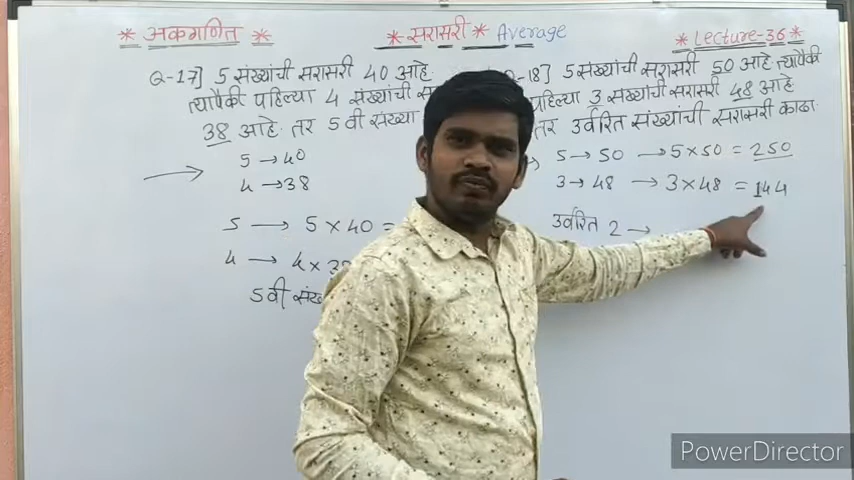 * अंकगणित *
* सरासरी * Average
* Lecture-36 *
Q-17] 5 संख्यांची सरासरी 40 आहे.
त्यापैकी पहिल्या 4 संख्यांची
38 आहे. तर 5 वी संख्या
5 → 40
4 → 38
5 → 5 × 40 =
4 → 4 ×
5 वी
Q-18] 5 संख्यांची सरासरी 50 आहे त्यापैकी
पहिल्या 3 संख्यांची सरासरी 48 आहे
तर उर्वरित संख्यांची सरासरी काढा.
5 → 50 → 5 × 50 = 250
3 → 48 → 3 × 48 = 144
उर्वरित 2 →
PowerDirector